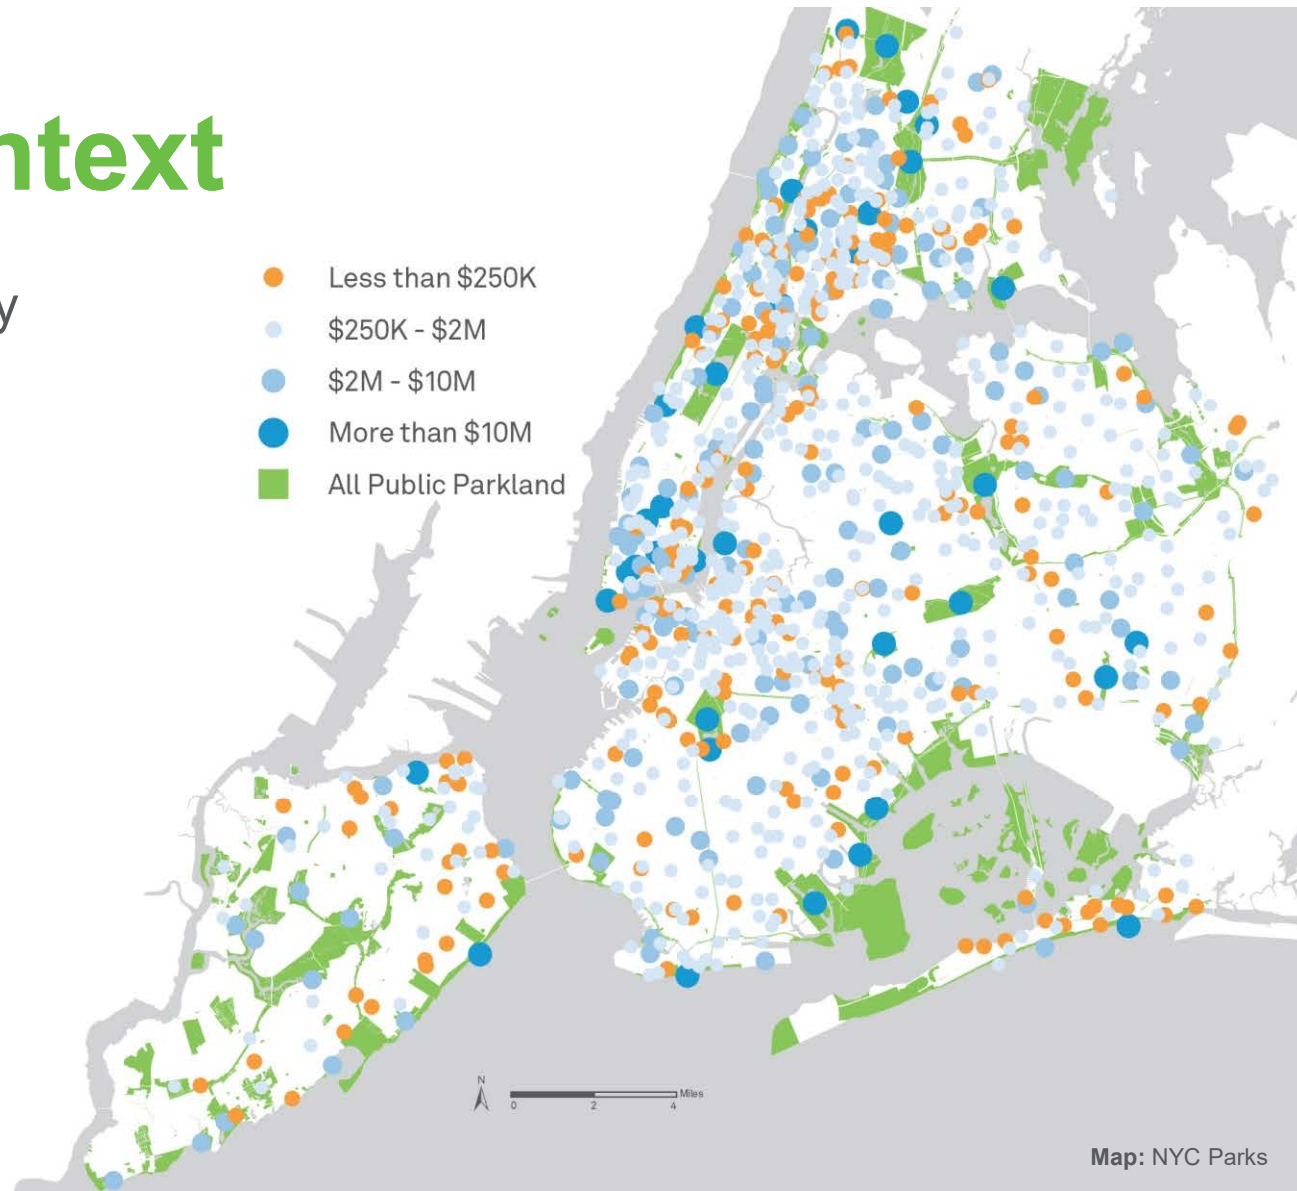 ntext
y
Less than $250K
$250K - $2M
$2M - $10M
More than $10M
All Public Parkland
N
Miles
0 2 4
Map: NYC Parks